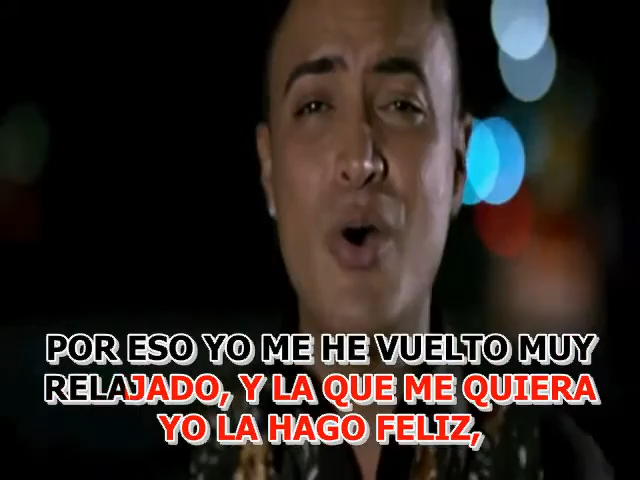 POR ESO YO ME HE VUELTO MUY
RELAJADO, Y LA QUE ME QUIERA
YO LA HAGO FELIZ,